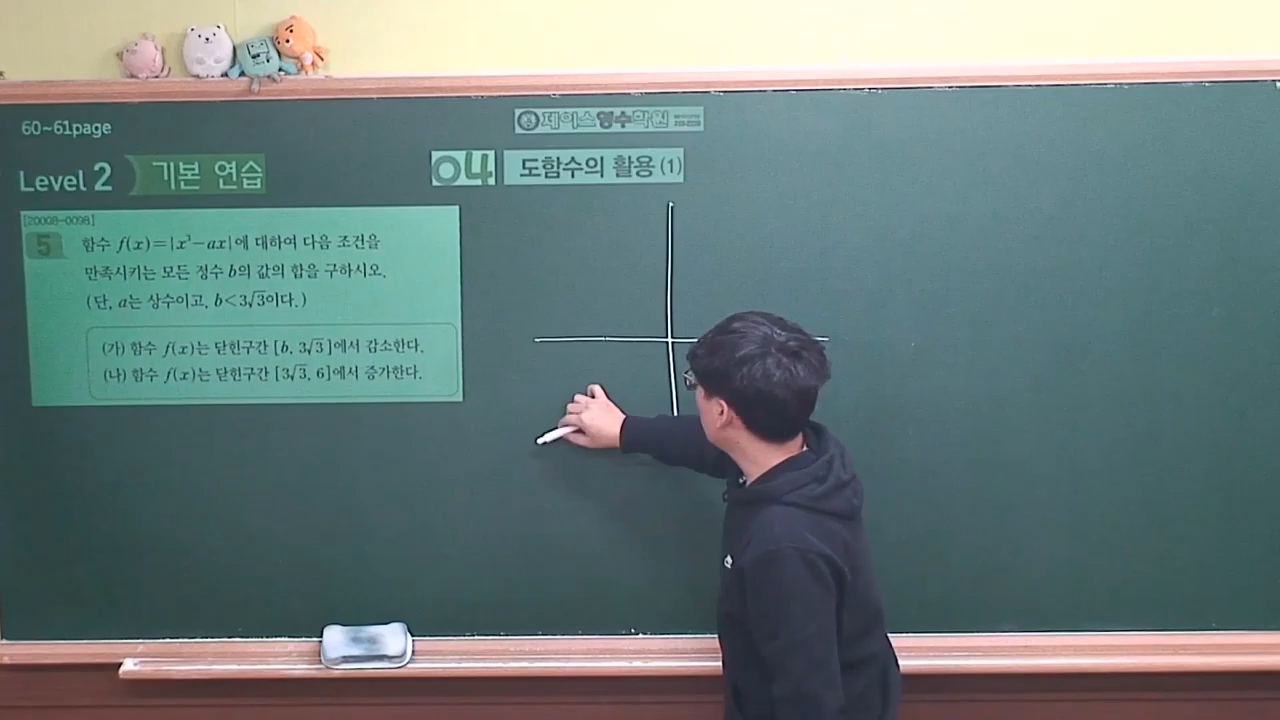 60~61page
제이스영수학원
Level 2 기본 연습
04 도함수의 활용 (1)
[20008-0098]
5 함수 f(x)=|x³-ax|에 대하여 다음 조건을
만족시키는 모든 정수 b의 값의 합을 구하시오.
(단, a는 상수이고, b<3√3이다.)
(가) 함수 f(x)는 닫힌구간 [b, 3√3]에서 감소한다.
(나) 함수 f(x)는 닫힌구간 [3√3, 6]에서 증가한다.